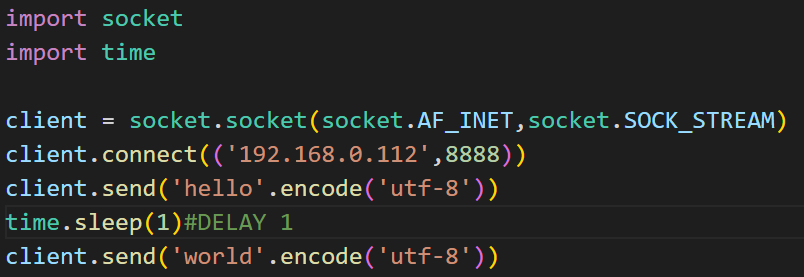 import socket
import time
client = socket.socket(socket.AF_INET,socket.SOCK_STREAM)
client.connect(('192.168.0.112',8888))
client.send('hello'.encode('utf-8'))
time.sleep(1)#DELAY 1
client.send('world'.encode('utf-8'))